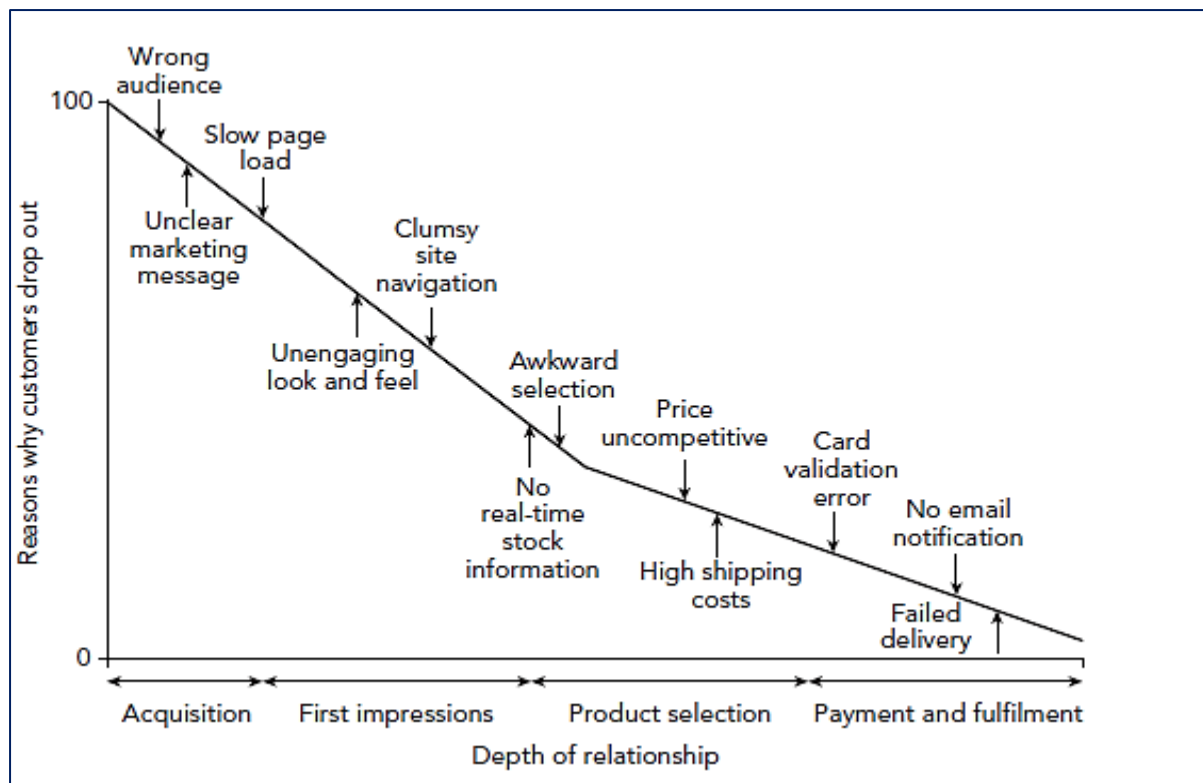 Wrong
audience
100
Slow page
load
Unclear
marketing
message
Clumsy
site
navigation
Unengaging
look and feel
Awkward
selection
Price
uncompetitive
Card
validation
error
No
real-time
stock
information
High shipping
costs
No email
notification
Failed
delivery
0
Reasons why customers drop out
Acquisition
First impressions
Product selection
Payment and fulfilment
Depth of relationship